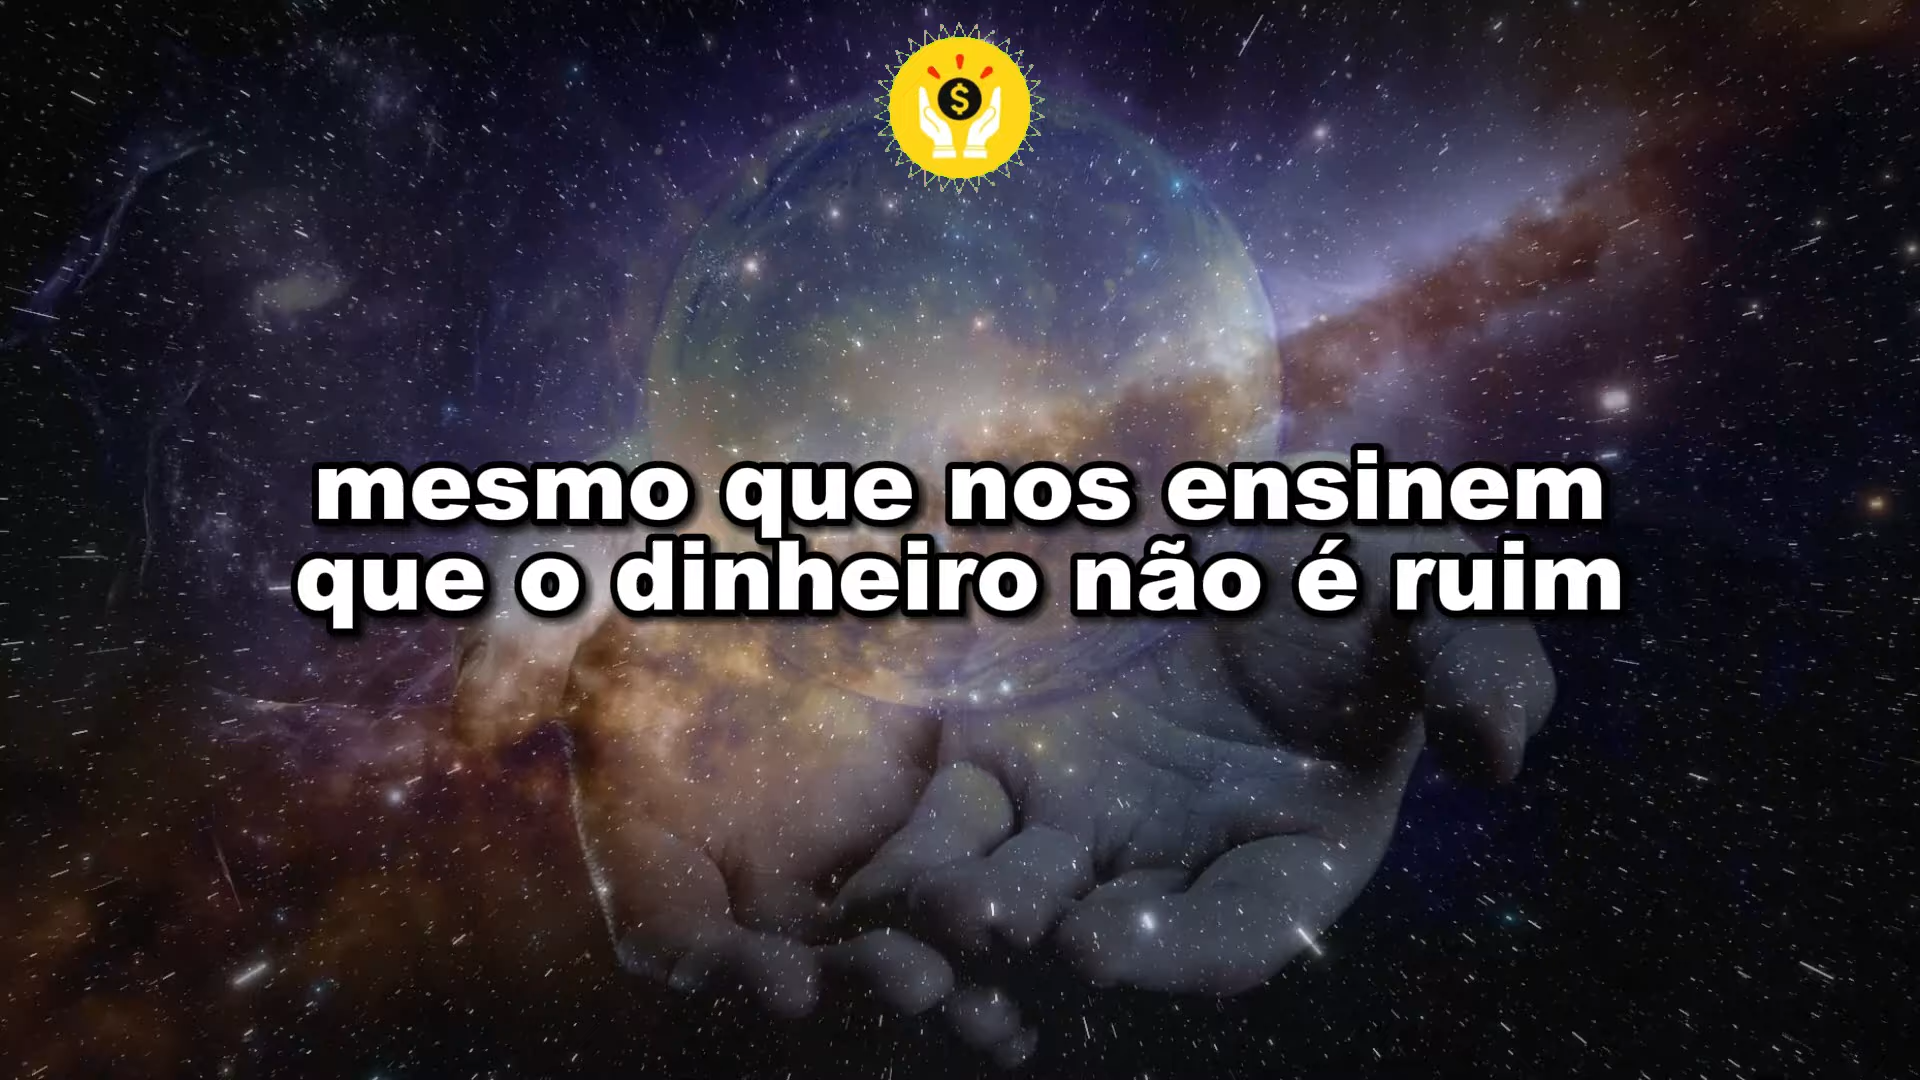 $
mesmo que nos ensinem
que o dinheiro não é ruim